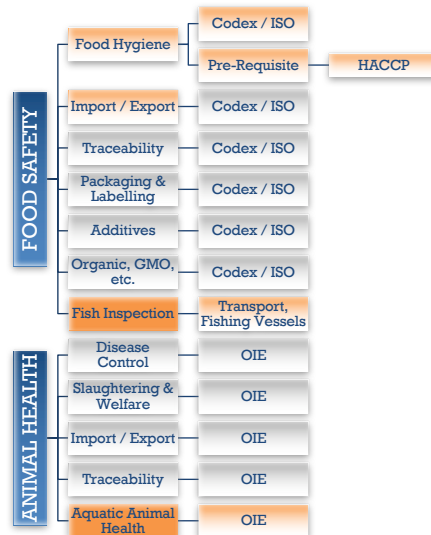 FOOD SAFETY
Food Hygiene
Codex / ISO
Pre-Requisite
HACCP
Import / Export
Codex / ISO
Traceability
Codex / ISO
Packaging &
Labelling
Codex / ISO
Additives
Codex / ISO
Organic, GMO,
etc.
Codex / ISO
Fish Inspection
Transport,
Fishing Vessels
ANIMAL HEALTH
Disease
Control
OIE
Slaughtering &
Welfare
OIE
Import / Export
OIE
Traceability
OIE
Aquatic Animal
Health
OIE